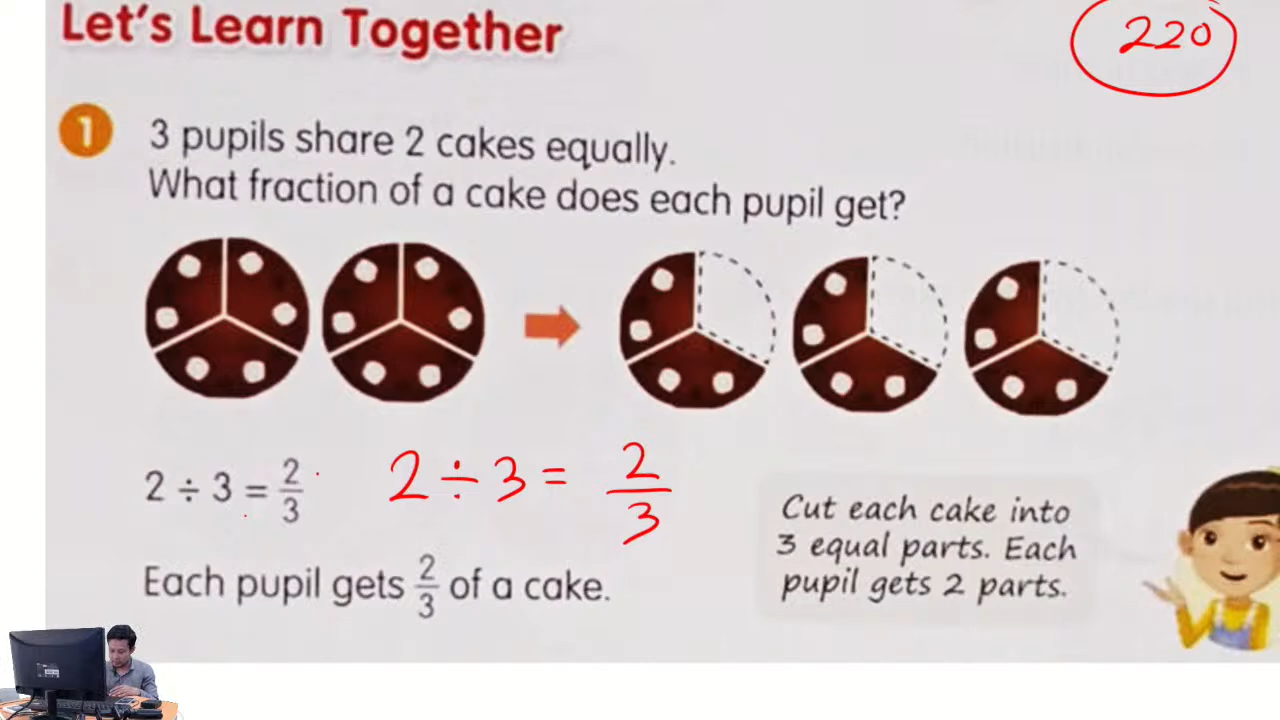 Let's Learn Together
220
1 3 pupils share 2 cakes equally.
What fraction of a cake does each pupil get?
2 ÷ 3 = 2/3
2 ÷ 3 = 2/3
Each pupil gets 2/3 of a cake.
Cut each cake into
3 equal parts. Each
pupil gets 2 parts.